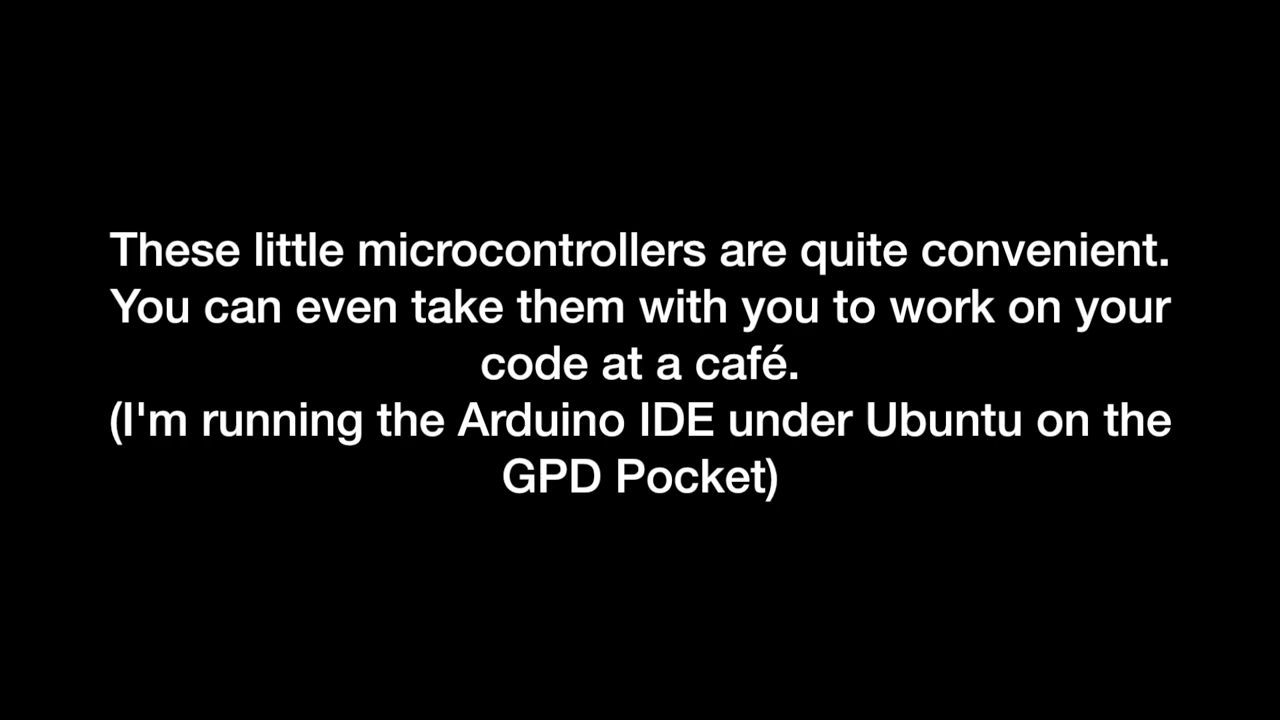 These little microcontrollers are quite convenient.
You can even take them with you to work on your
code at a café.
(I'm running the Arduino IDE under Ubuntu on the
GPD Pocket)